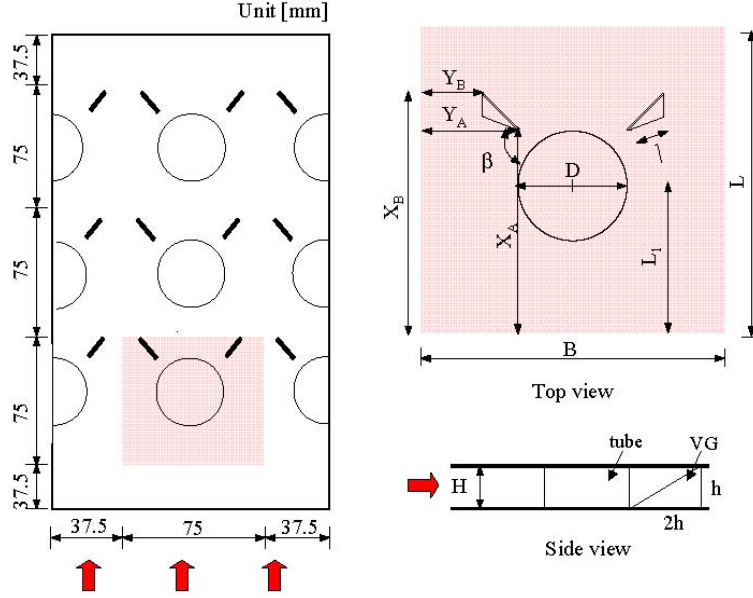 Unit [mm]
37.5
75
75
75
37.5
37.5
75
37.5
Y_B
Y_A
β
D
l
X_B
X_A
L_1
L
B
Top view
tube
VG
H
h
2h
Side view